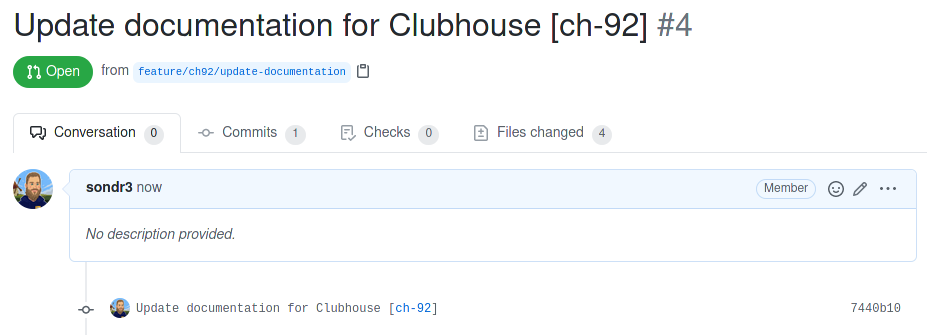 Update documentation for Clubhouse [ch-92] #4
Open from feature/ch92/update-documentation
Conversation 0 Commits 1 Checks 0 Files changed 4
sondr3 now Member
No description provided.
Update documentation for Clubhouse [ch-92] 7440b10